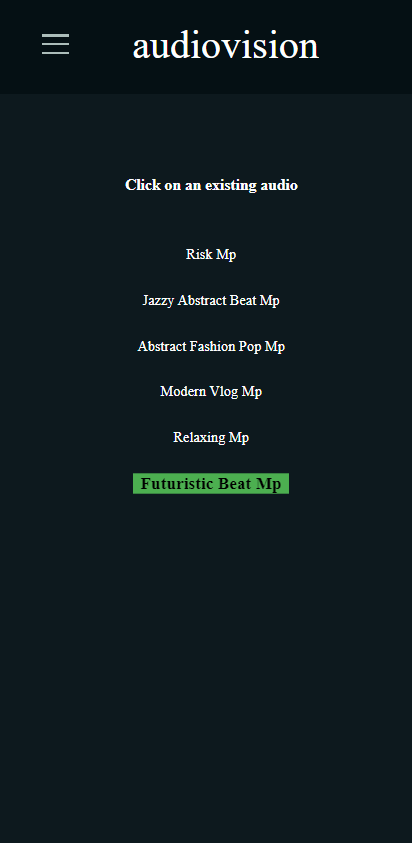 audiovision
Click on an existing audio
Risk Mp
Jazzy Abstract Beat Mp
Abstract Fashion Pop Mp
Modern Vlog Mp
Relaxing Mp
Futuristic Beat Mp